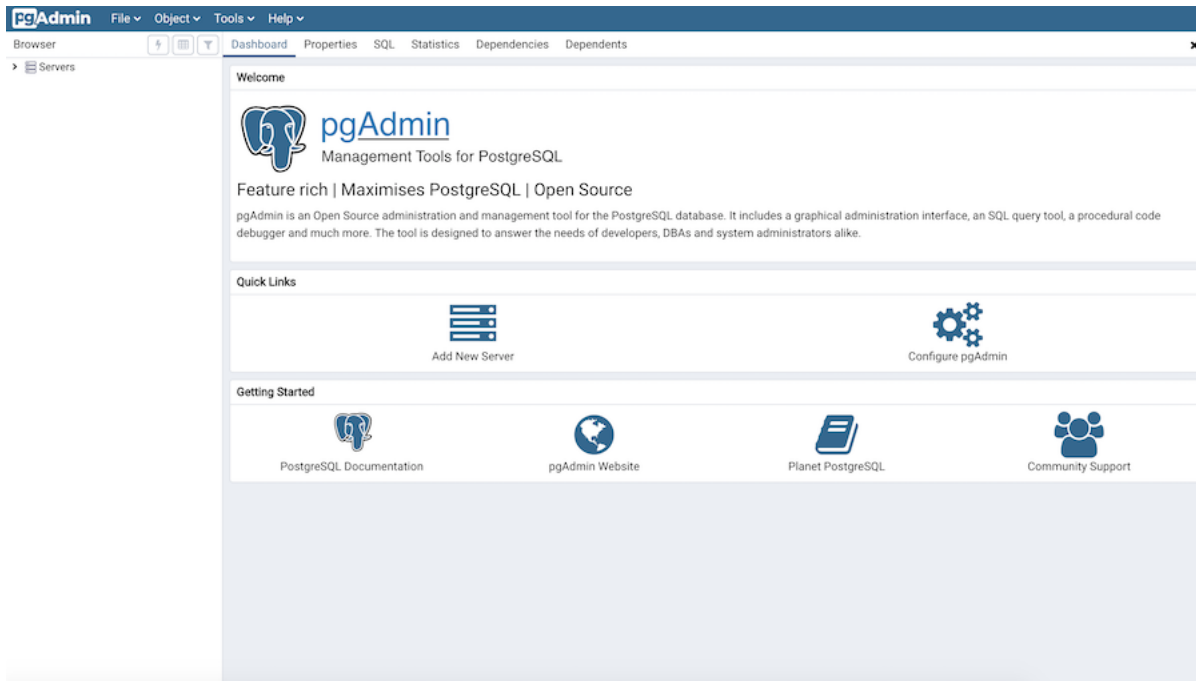 pgAdmin File Object Tools Help
Browser Dashboard Properties SQL Statistics Dependencies Dependents
Servers
Welcome
pgAdmin
Management Tools for PostgreSQL
Feature rich | Maximises PostgreSQL | Open Source
pgAdmin is an Open Source administration and management tool for the PostgreSQL database. It includes a graphical administration interface, an SQL query tool, a procedural code
debugger and much more. The tool is designed to answer the needs of developers, DBAs and system administrators alike.
Quick Links
Add New Server Configure pgAdmin
Getting Started
PostgreSQL Documentation pgAdmin Website Planet PostgreSQL Community Support